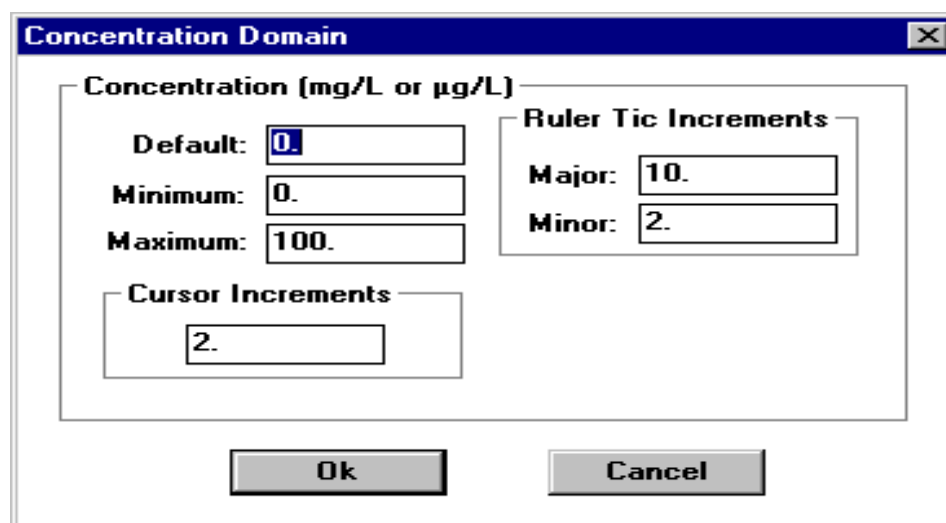 Concentration Domain
Concentration (mg/L or µg/L)
Default: 0.
Minimum: 0.
Maximum: 100.
Ruler Tic Increments
Major: 10.
Minor: 2.
Cursor Increments
2.
Ok
Cancel